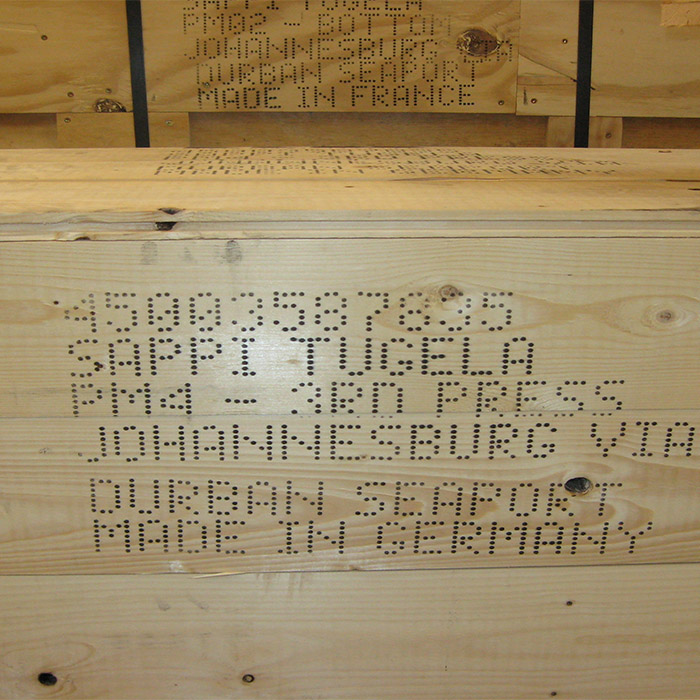 SAPPI TUGELA
PM02 - BOTTOM
JOHANNESBURG VIA
DURBAN SEAPORT
MADE IN FRANCE
45003587835
SAPPI TUGELA
PM4 - 3RD PRESS
JOHANNESBURG VIA
DURBAN SEAPORT
MADE IN GERMANY